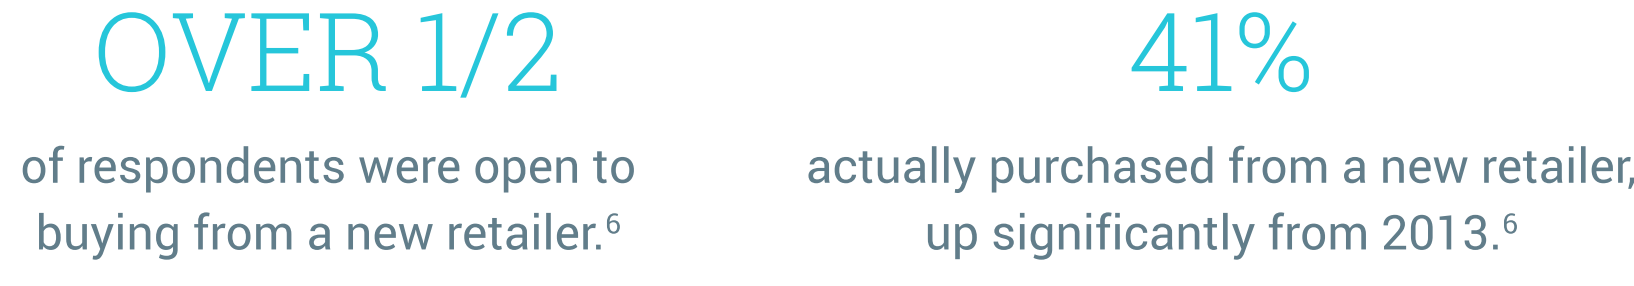 OVER 1/2
of respondents were open to
buying from a new retailer.⁶
41%
actually purchased from a new retailer,
up significantly from 2013.⁶